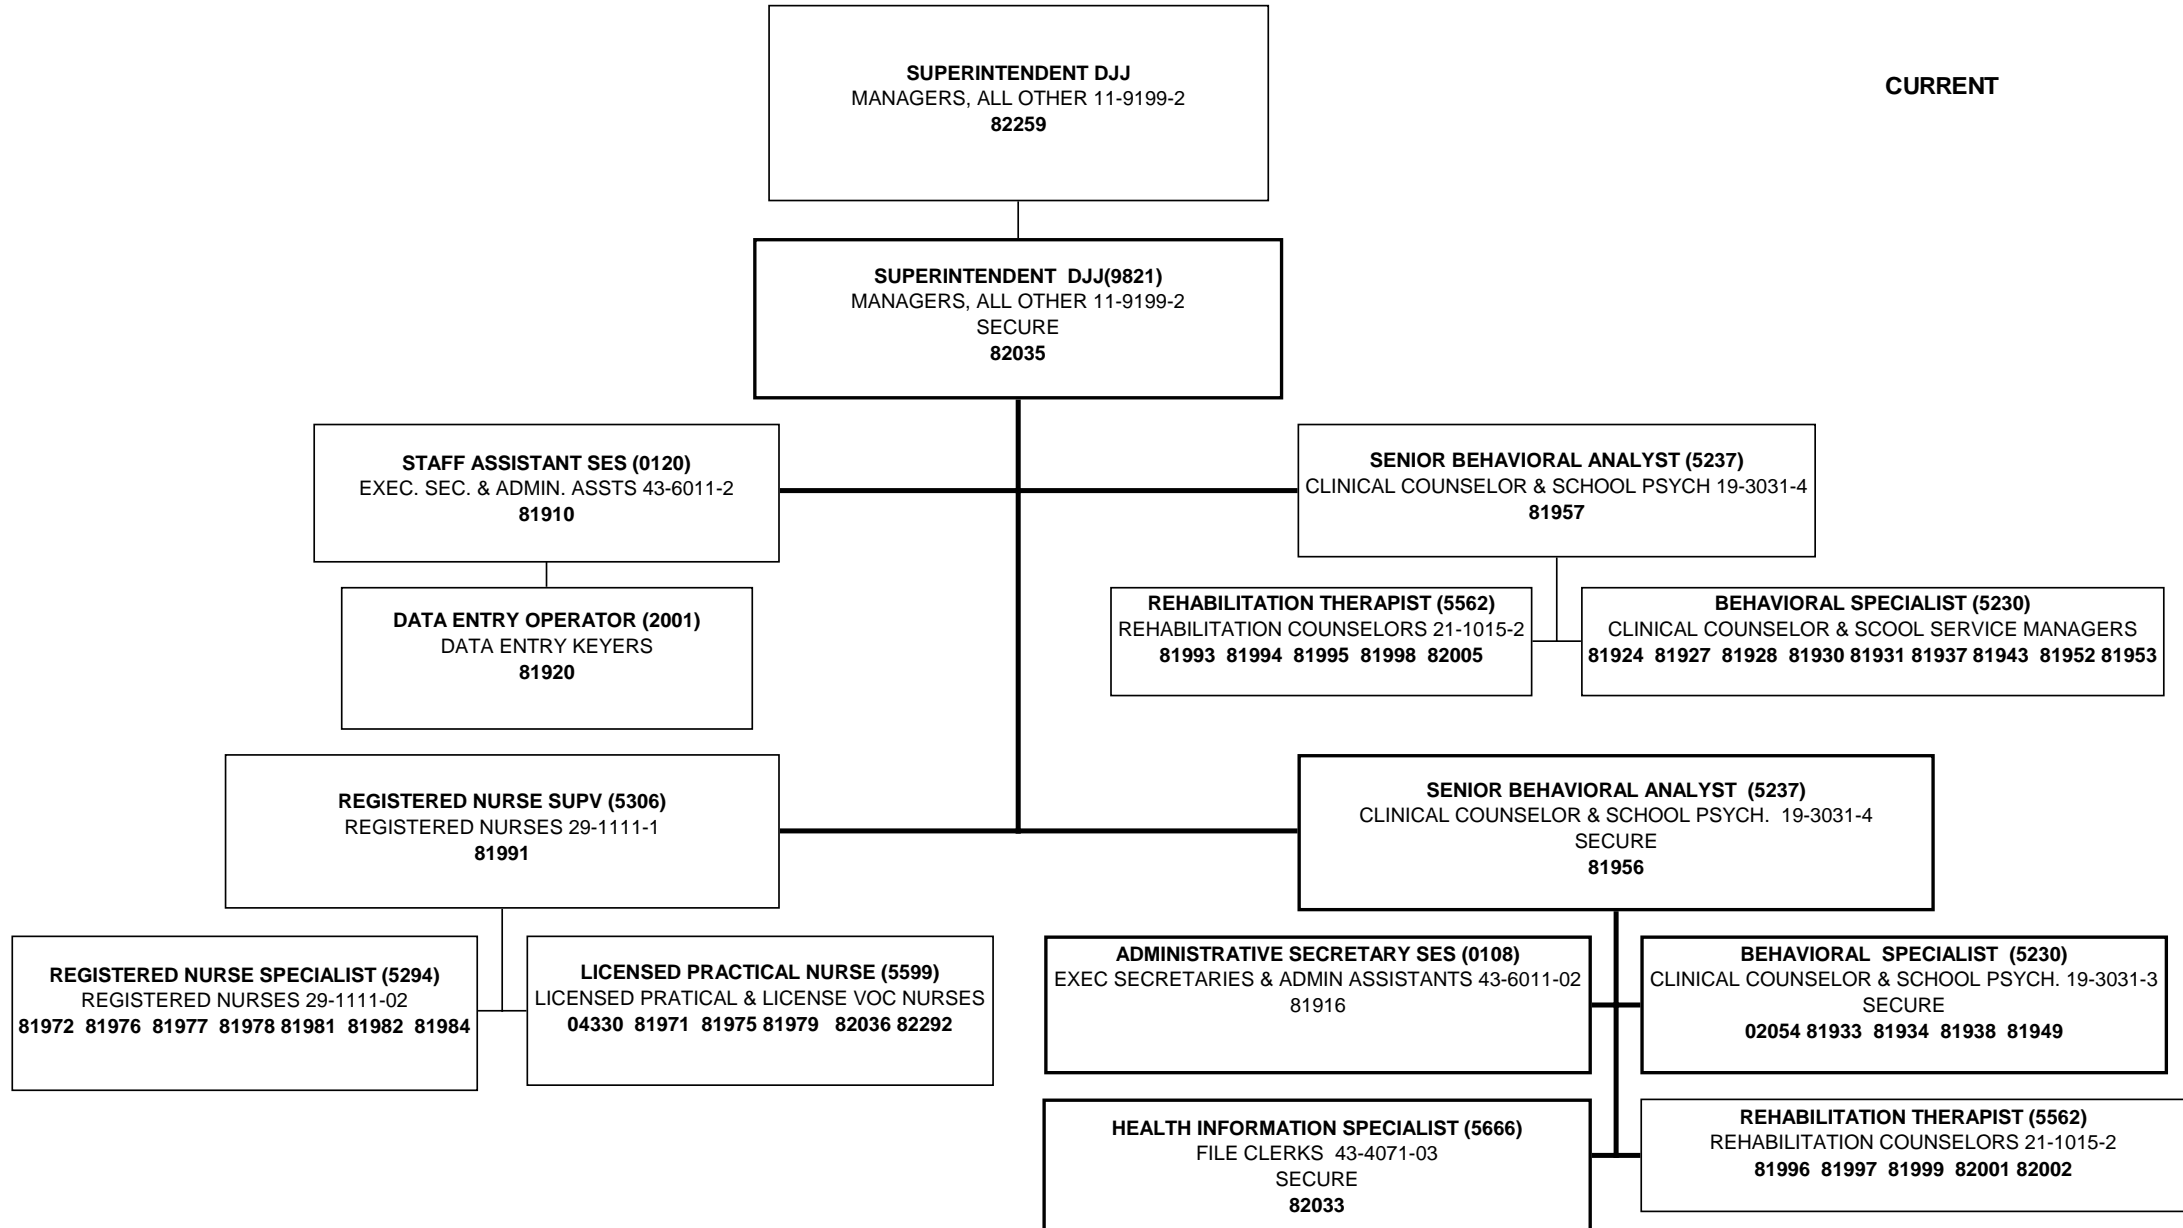 SUPERINTENDENT DJJ
MANAGERS, ALL OTHER 11-9199-2
82259
CURRENT
SUPERINTENDENT  DJJ(9821)
MANAGERS, ALL OTHER 11-9199-2
SECURE
82035
STAFF ASSISTANT SES (0120)
EXEC. SEC. & ADMIN. ASSTS 43-6011-2
81910
SENIOR BEHAVIORAL ANALYST (5237)
CLINICAL COUNSELOR & SCHOOL PSYCH 19-3031-4
81957
DATA ENTRY OPERATOR (2001)
DATA ENTRY KEYERS
81920
REHABILITATION THERAPIST (5562)
REHABILITATION COUNSELORS 21-1015-2
81993  81994  81995  81998  82005
BEHAVIORAL SPECIALIST (5230)
CLINICAL COUNSELOR & SCOOL SERVICE MANAGERS
81924  81927  81928  81930 81931 81937 81943  81952 81953
REGISTERED NURSE SUPV (5306)
REGISTERED NURSES 29-1111-1
81991
SENIOR BEHAVIORAL ANALYST  (5237)
CLINICAL COUNSELOR & SCHOOL PSYCH.  19-3031-4
SECURE
81956
REGISTERED NURSE SPECIALIST (5294)
REGISTERED NURSES 29-1111-02
81972  81976  81977  81978 81981  81982  81984
LICENSED PRACTICAL NURSE (5599)
LICENSED PRATICAL & LICENSE VOC NURSES
04330  81971  81975 81979   82036 82292
ADMINISTRATIVE SECRETARY SES (0108)
EXEC SECRETARIES & ADMIN ASSISTANTS 43-6011-02
81916
BEHAVIORAL  SPECIALIST  (5230)
CLINICAL COUNSELOR & SCHOOL PSYCH. 19-3031-3
SECURE
02054 81933  81934  81938  81949
HEALTH INFORMATION SPECIALIST (5666)
FILE CLERKS  43-4071-03
SECURE
82033
REHABILITATION THERAPIST (5562)
REHABILITATION COUNSELORS 21-1015-2
81996  81997  81999  82001 82002